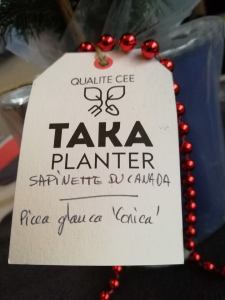 QUALITE CEE
TAKA
PLANTER
SAPINETTE DU CANADA
Picea glauca 'Conica'